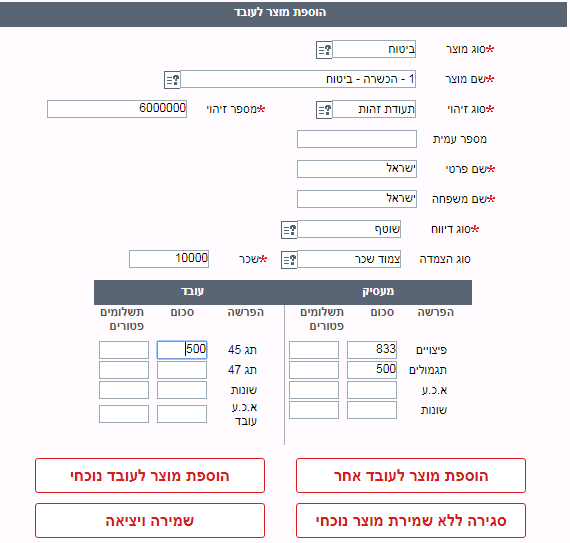 הוספת מוצר לעובד
*סוג מוצר ביטוח
*שם מוצר 1 - הכשרה - ביטוח
*סוג זיהוי תעודת זהות *מספר זיהוי 6000000
מספר עמית
*שם פרטי ישראל
*שם משפחה ישראל
*סוג דיווח שוטף
סוג הצמדה צמוד שכר *שכר 10000
מעסיק עובד
הפרשה סכום תשלומים פטורים הפרשה סכום תשלומים פטורים
פיצויים 833 תג 45 500
תגמולים 500 תג 47
א.כ.ע שונות
שונות א.כ.ע עובד
הוספת מוצר לעובד אחר הוספת מוצר לעובד נוכחי
סגירה ללא שמירת מוצר נוכחי שמירה ויציאה